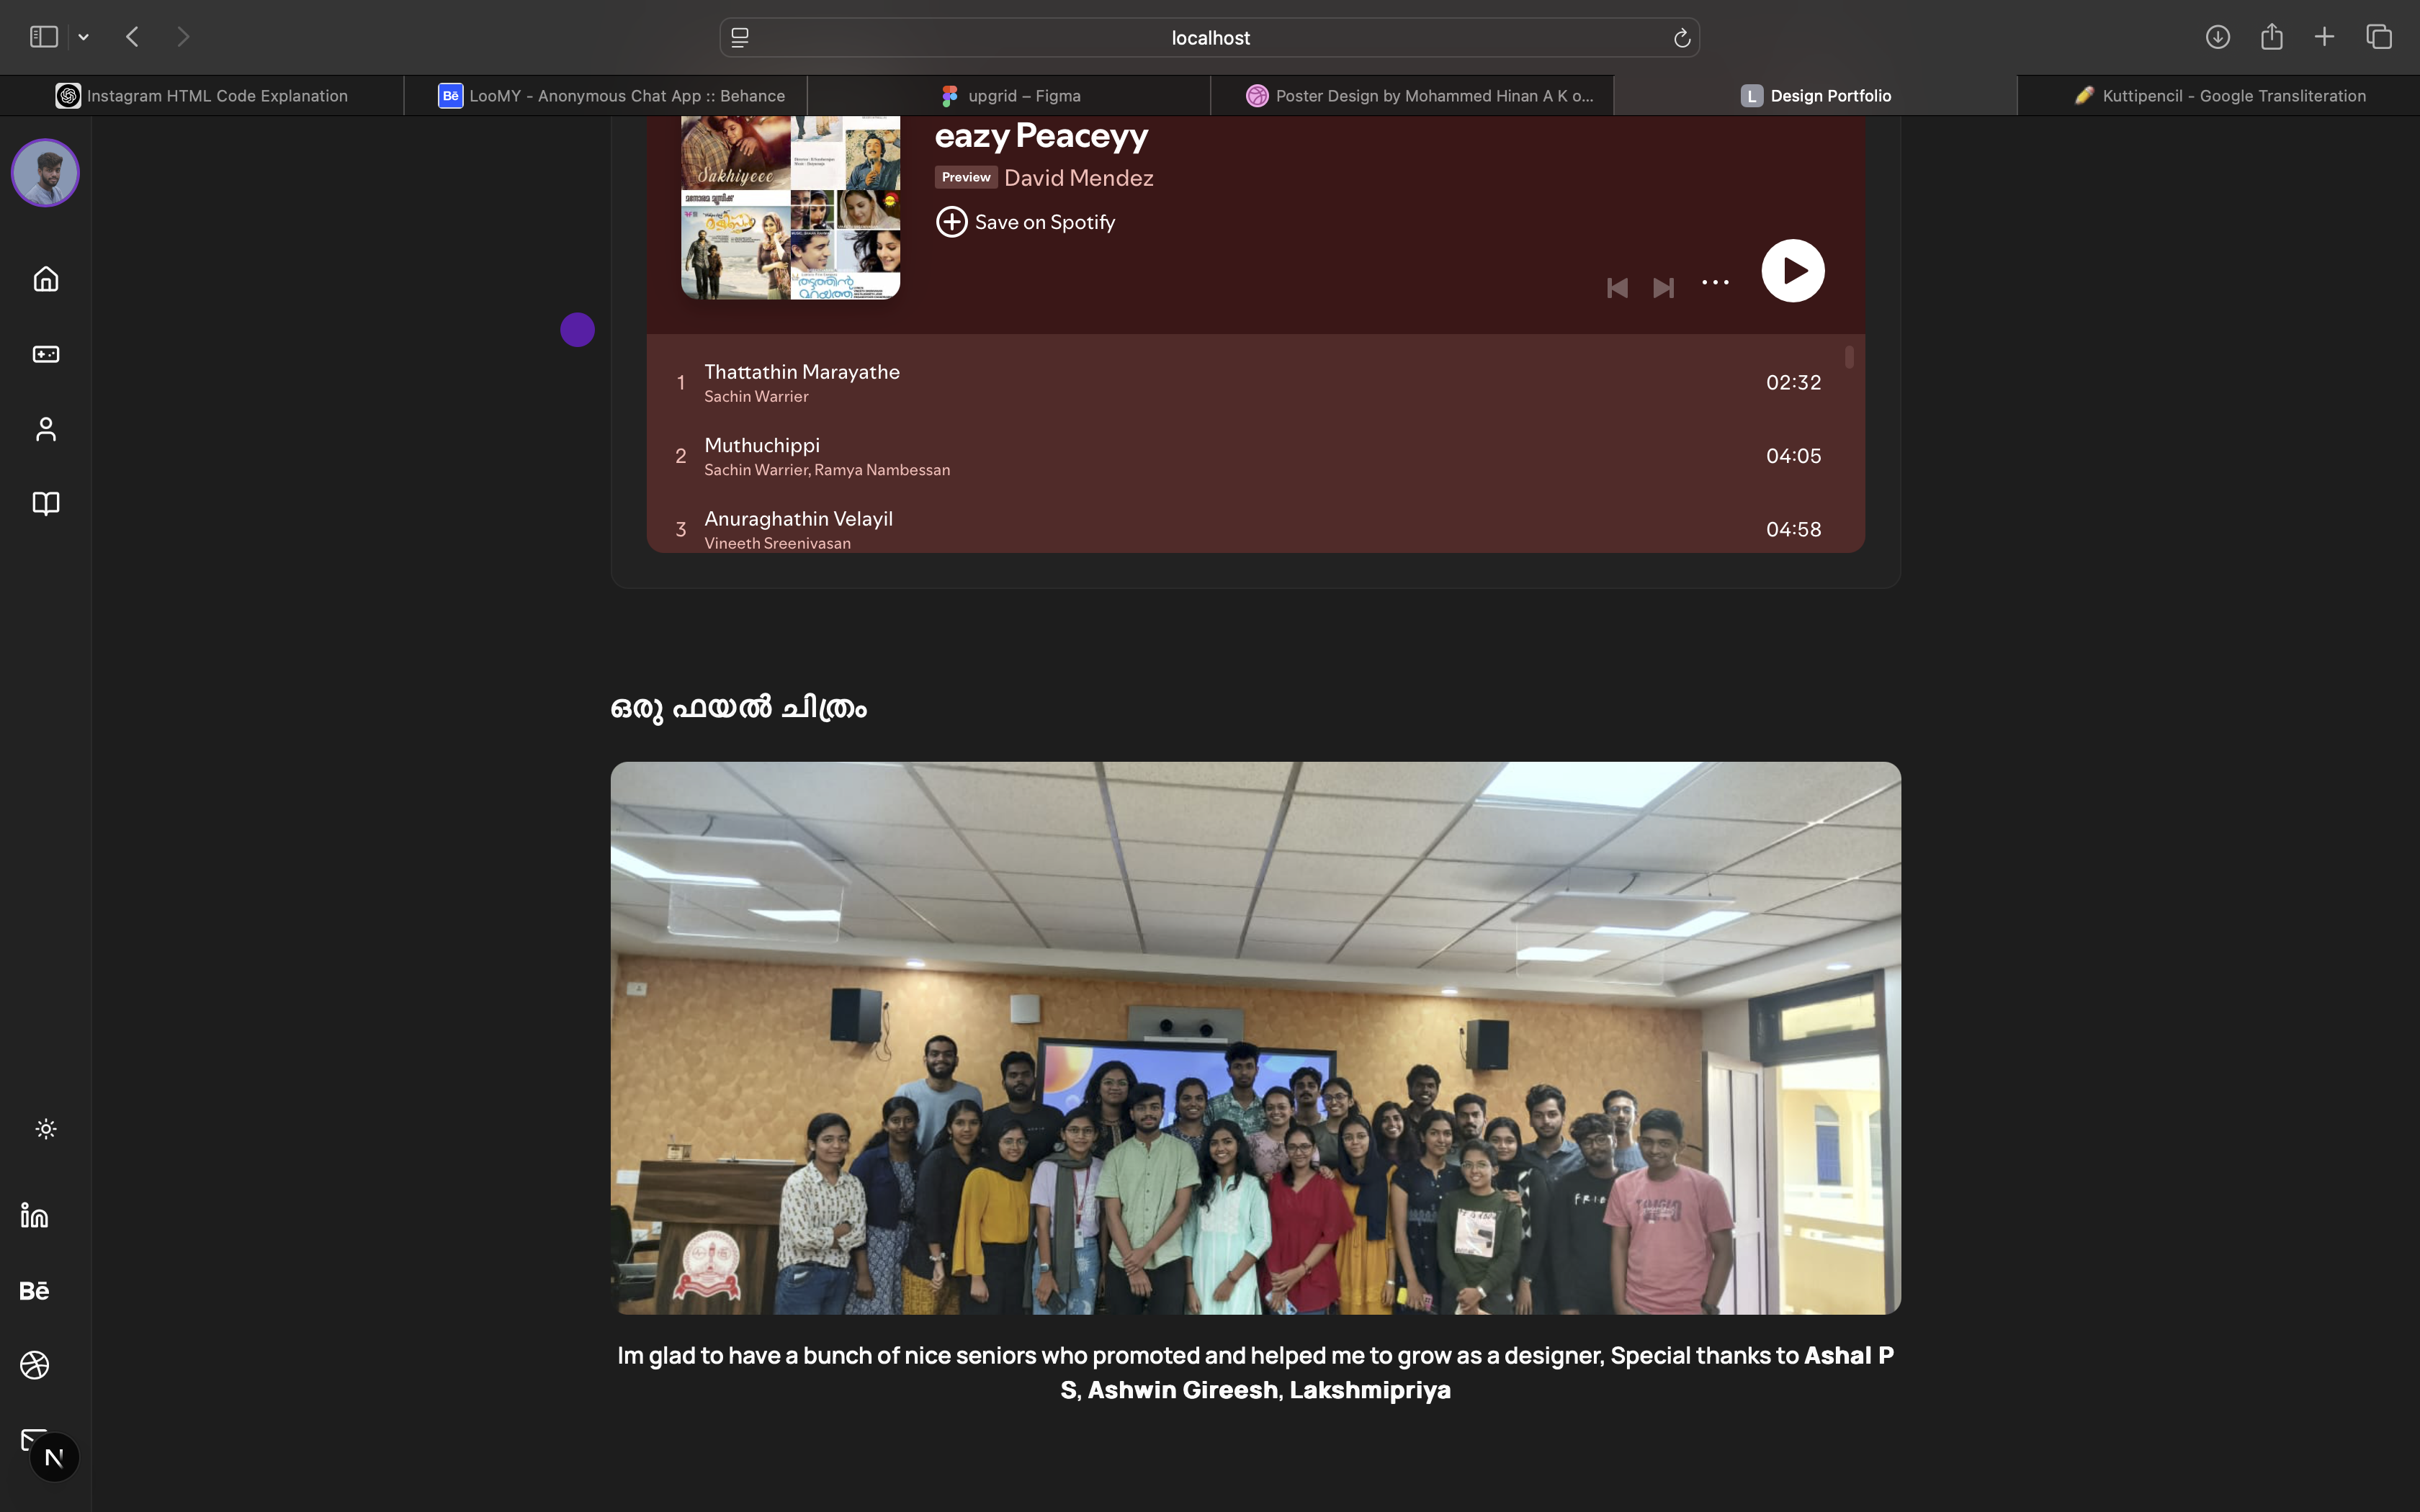 localhost
Instagram HTML Code Explanation
Bē LooMY - Anonymous Chat App :: Behance
upgrid – Figma
Poster Design by Mohammed Hinan A K o...
L Design Portfolio
Kuttipencil - Google Transliteration
Sakhiyeee
eazy Peaceyy
Preview David Mendez
Save on Spotify
1 Thattathin Marayathe 02:32
Sachin Warrier
2 Muthuchippi 04:05
Sachin Warrier, Ramya Nambessan
3 Anuraghathin Velayil 04:58
Vineeth Sreenivasan
ഒരു ഫയൽ ചിത്രം
in
Bē
N
Im glad to have a bunch of nice seniors who promoted and helped me to grow as a designer, Special thanks to Ashal P
S, Ashwin Gireesh, Lakshmipriya